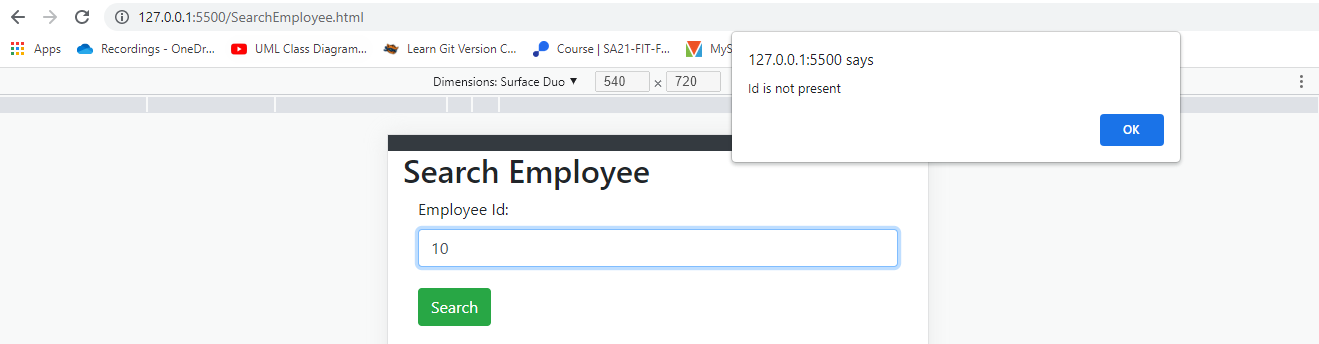 127.0.0.1:5500/SearchEmployee.html
Apps Recordings - OneDr... UML Class Diagram... Learn Git Version C... Course | SA21-FIT-F... MyS
127.0.0.1:5500 says
Id is not present
OK
Dimensions: Surface Duo ▼ 540 × 720
Search Employee
Employee Id:
10
Search